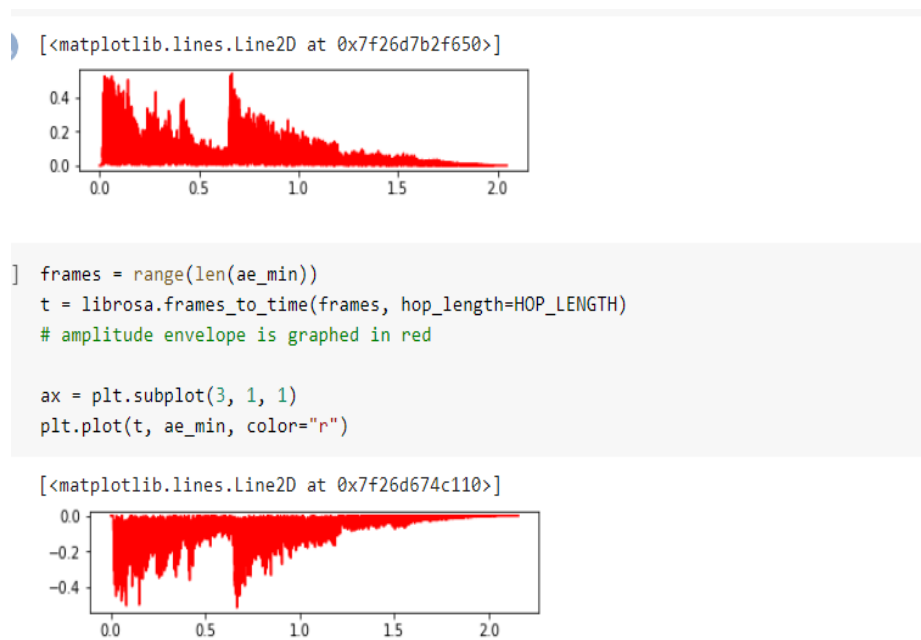 [<matplotlib.lines.Line2D at 0x7f26d7b2f650>]
0.4
0.2
0.0
0.0 0.5 1.0 1.5 2.0
] frames = range(len(ae_min))
t = librosa.frames_to_time(frames, hop_length=HOP_LENGTH)
# amplitude envelope is graphed in red
ax = plt.subplot(3, 1, 1)
plt.plot(t, ae_min, color="r")
[<matplotlib.lines.Line2D at 0x7f26d674c110>]
0.0
−0.2
−0.4
0.0 0.5 1.0 1.5 2.0